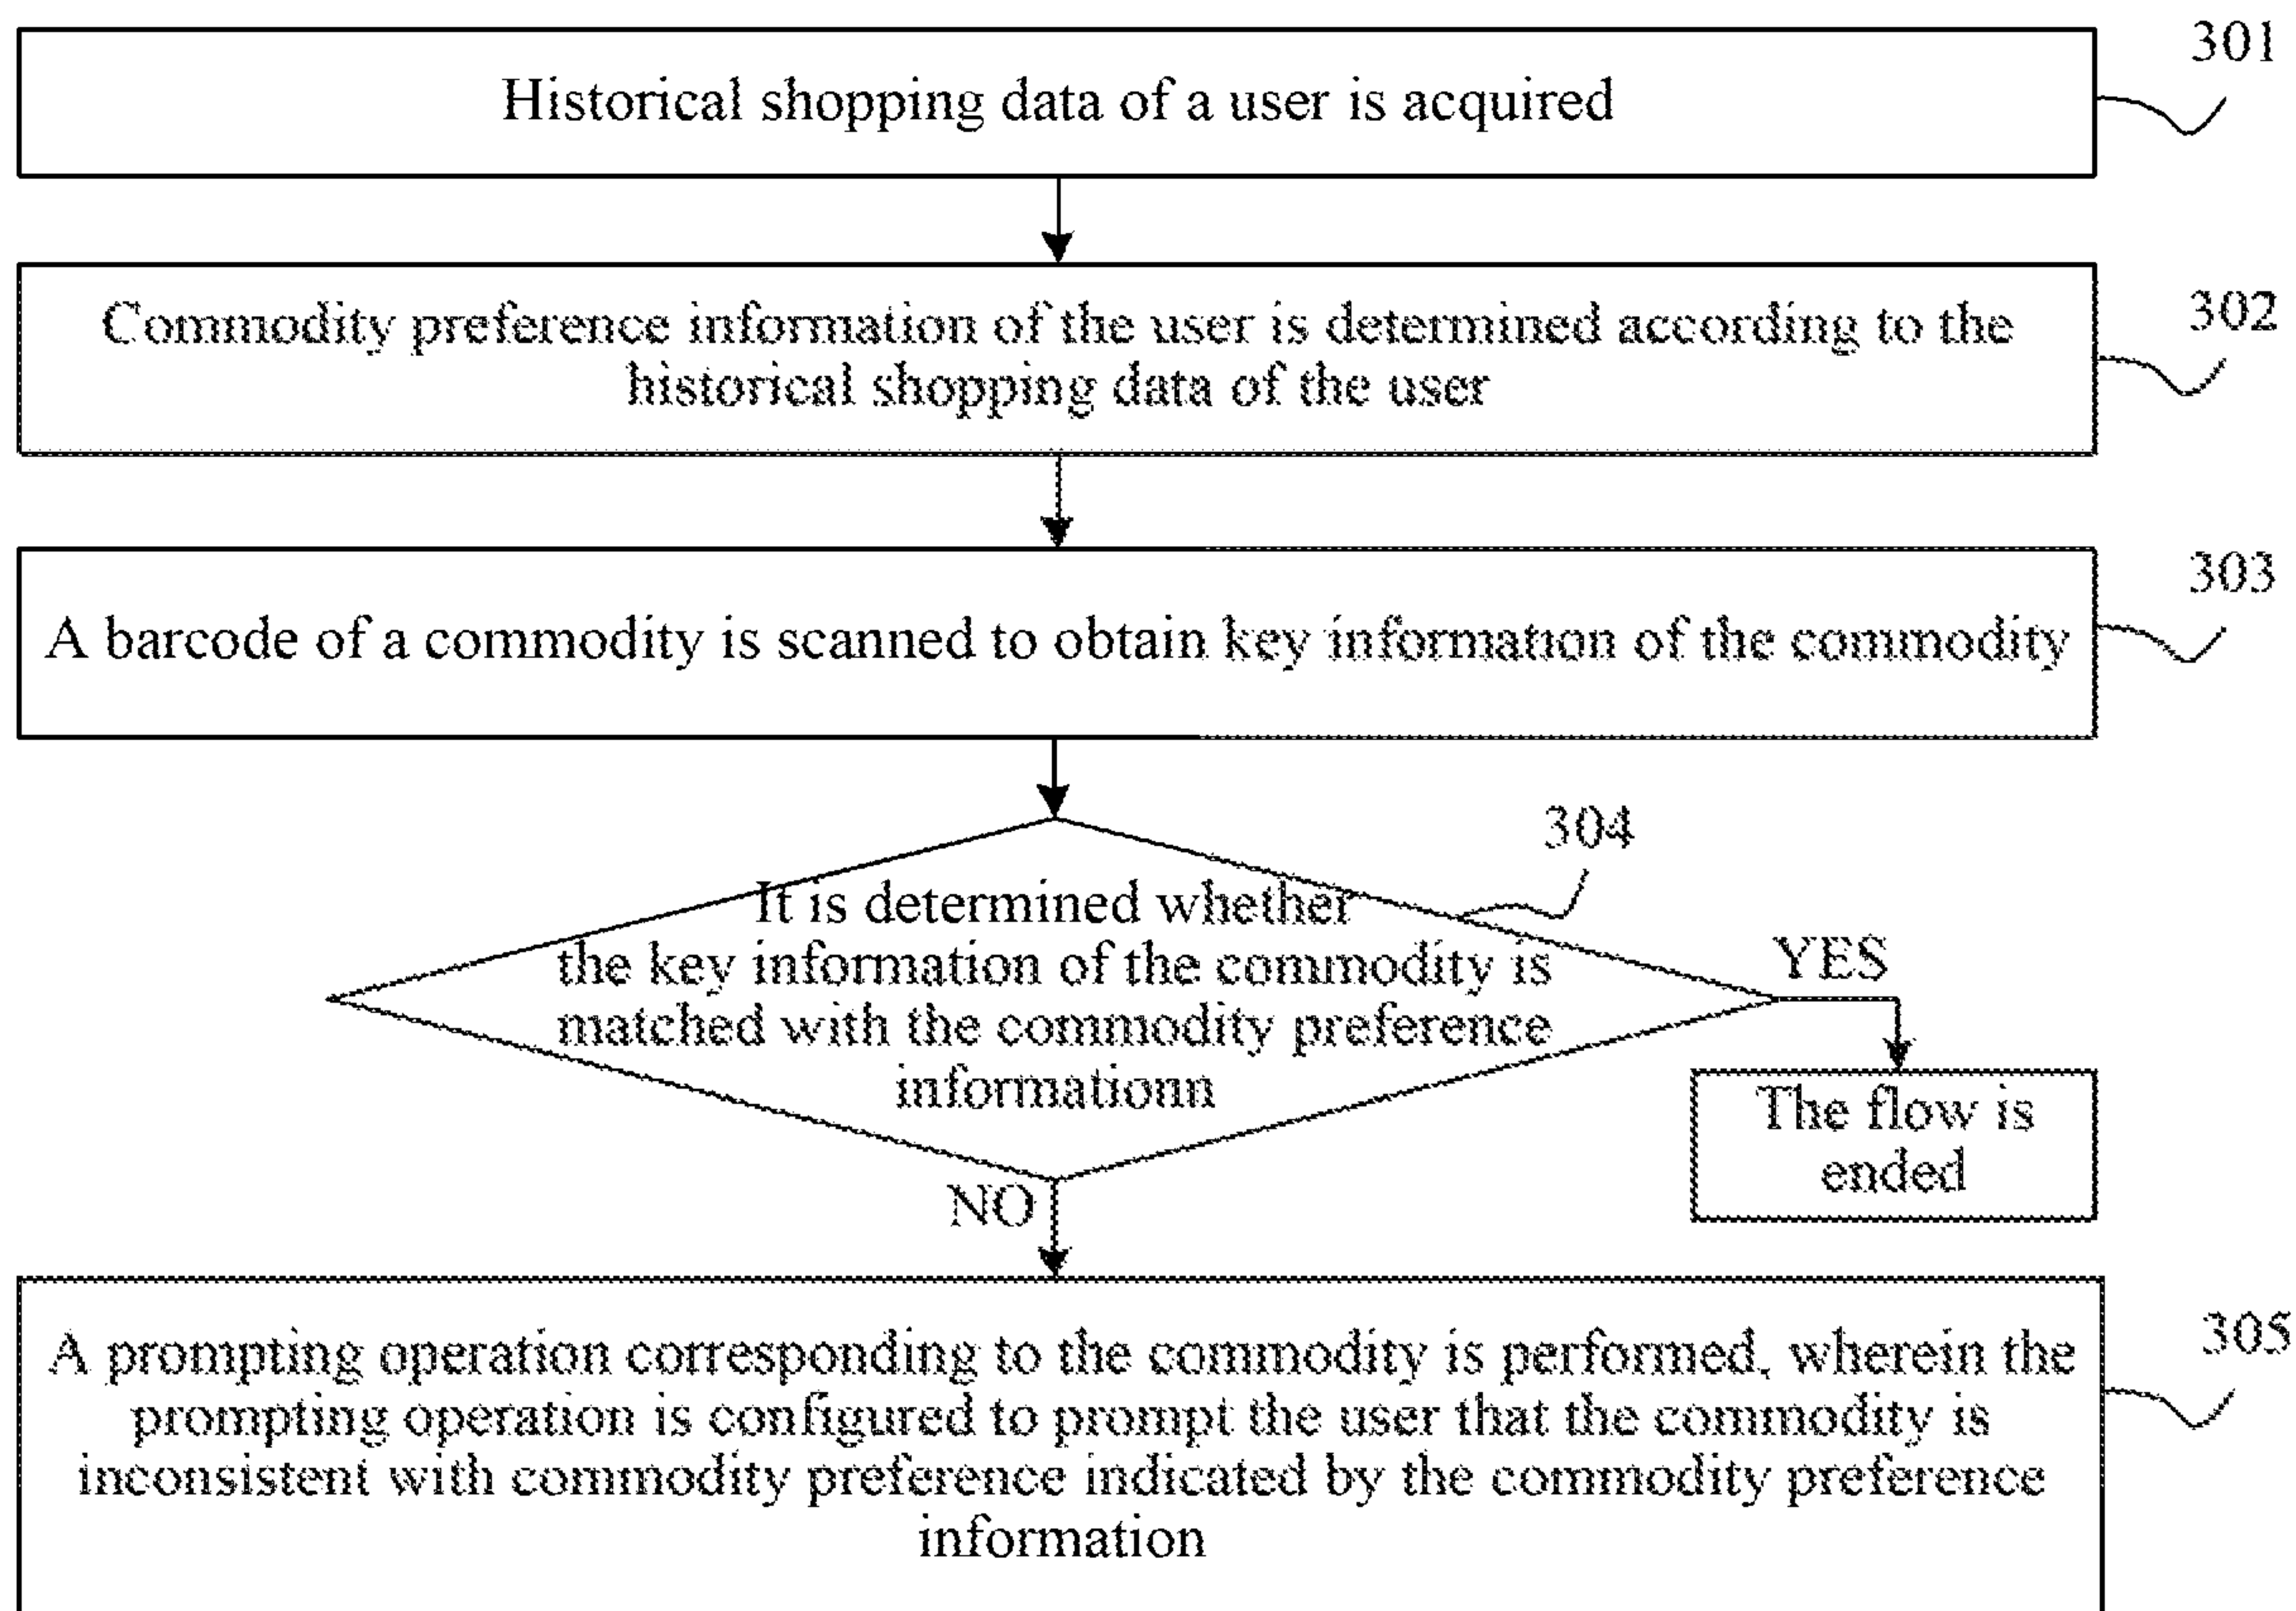 301
Historical shopping data of a user is acquired
302
Commodity preference information of the user is determined according to the
historical shopping data of the user
303
A barcode of a commodity is scanned to obtain key information of the commodity
304
It is determined whether
the key information of the commodity is
matched with the commodity preference
informationn
YES
The flow is
ended
NO
305
A prompting operation corresponding to the commodity is performed, wherein the
prompting operation is configured to prompt the user that the commodity is
inconsistent with commodity preference indicated by the commodity preference
information